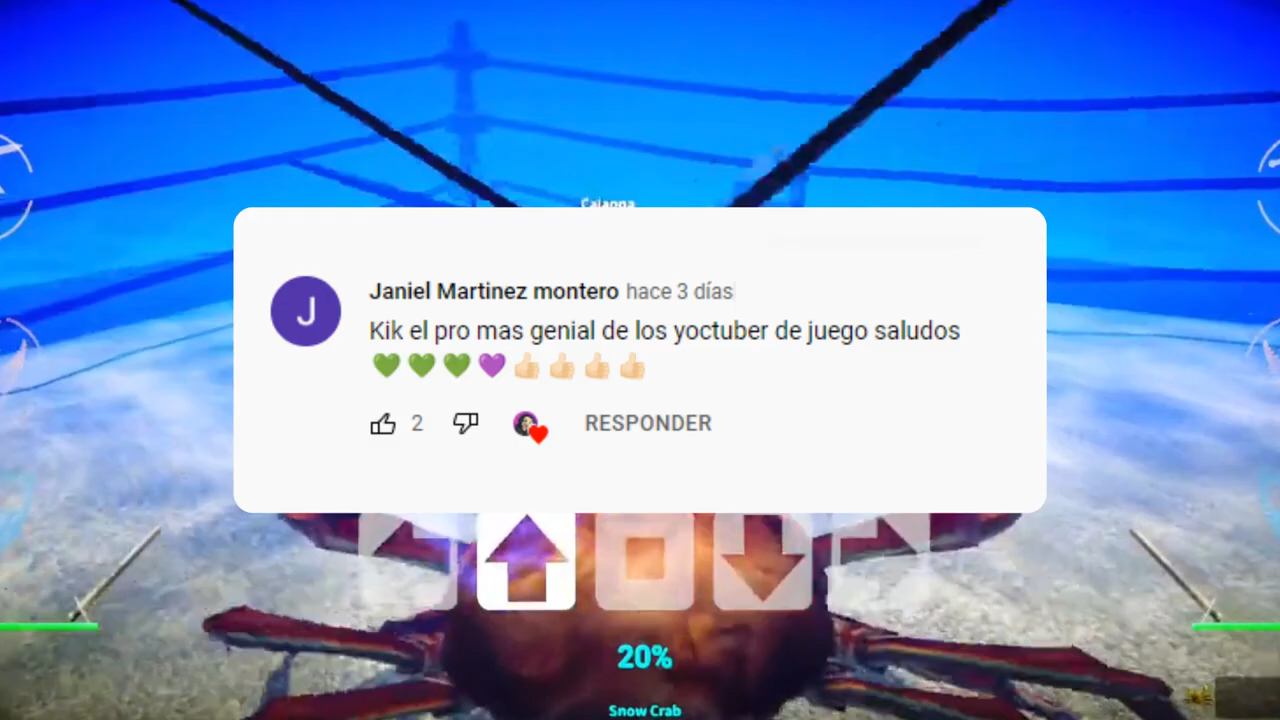 Caiaona
J
Janiel Martinez montero hace 3 días
Kik el pro mas genial de los yoctuber de juego saludos
💚💚💚💜👍🏻👍🏻👍🏻👍🏻
2
RESPONDER
20%
Snow Crab